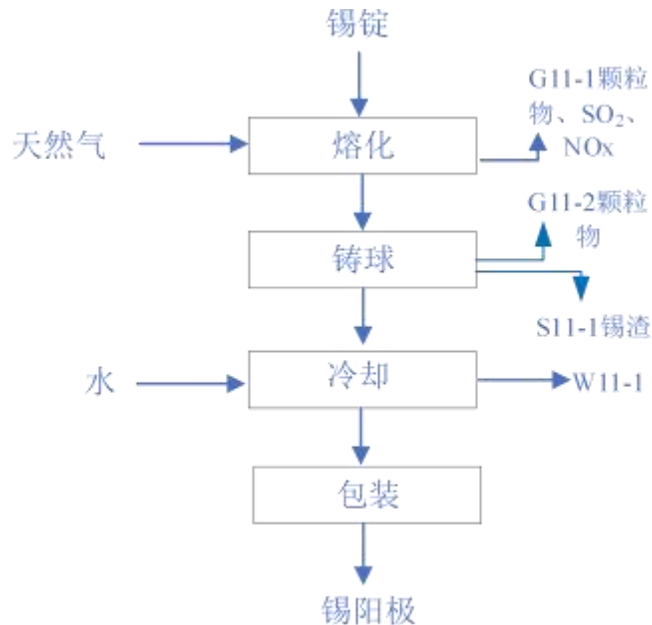 锡锭
G11-1颗粒
物、SO₂、
NOx
天然气
熔化
G11-2颗粒
物
铸球
S11-1锡渣
水
冷却
W11-1
包装
锡阳极